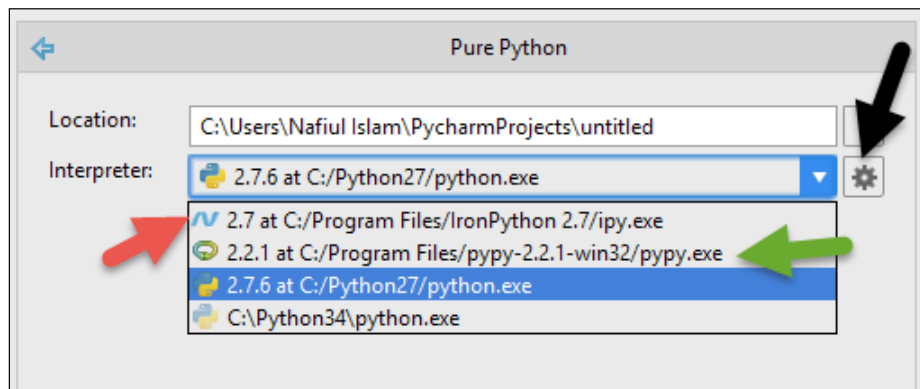 Pure Python
Location: C:\Users\Nafiul Islam\PycharmProjects\untitled
Interpreter: 2.7.6 at C:/Python27/python.exe
2.7 at C:/Program Files/IronPython 2.7/ipy.exe
2.2.1 at C:/Program Files/pypy-2.2.1-win32/pypy.exe
2.7.6 at C:/Python27/python.exe
C:\Python34\python.exe